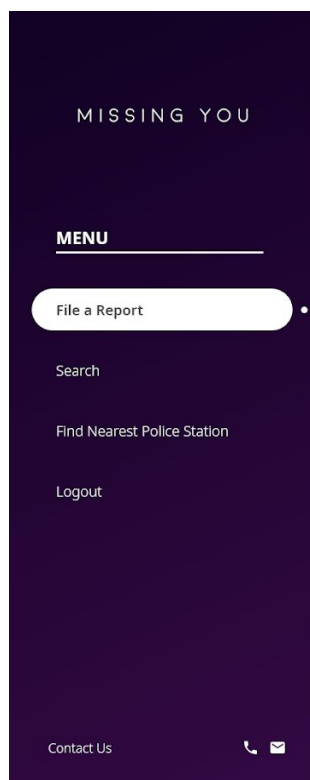 MISSING YOU
MENU
File a Report
Search
Find Nearest Police Station
Logout
Contact Us